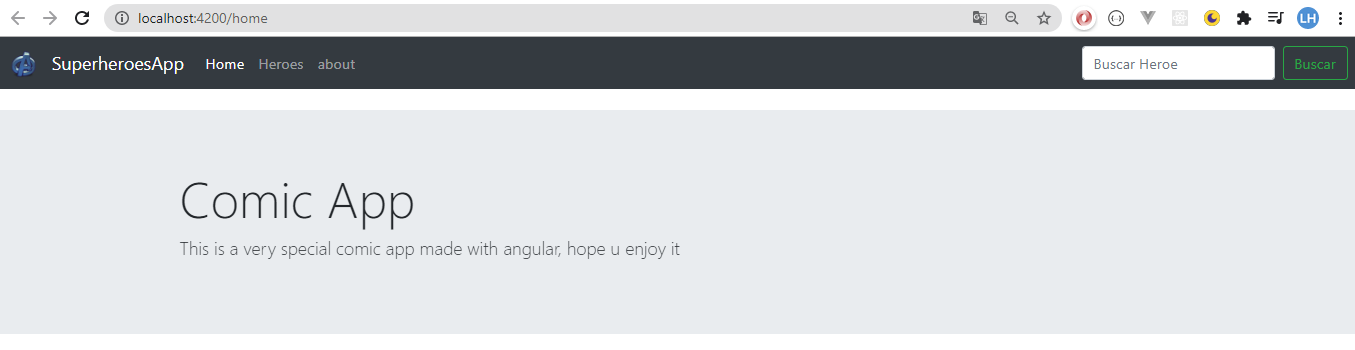 localhost:4200/home
LH
SuperheroesApp Home Heroes about Buscar Heroe Buscar
Comic App
This is a very special comic app made with angular, hope u enjoy it